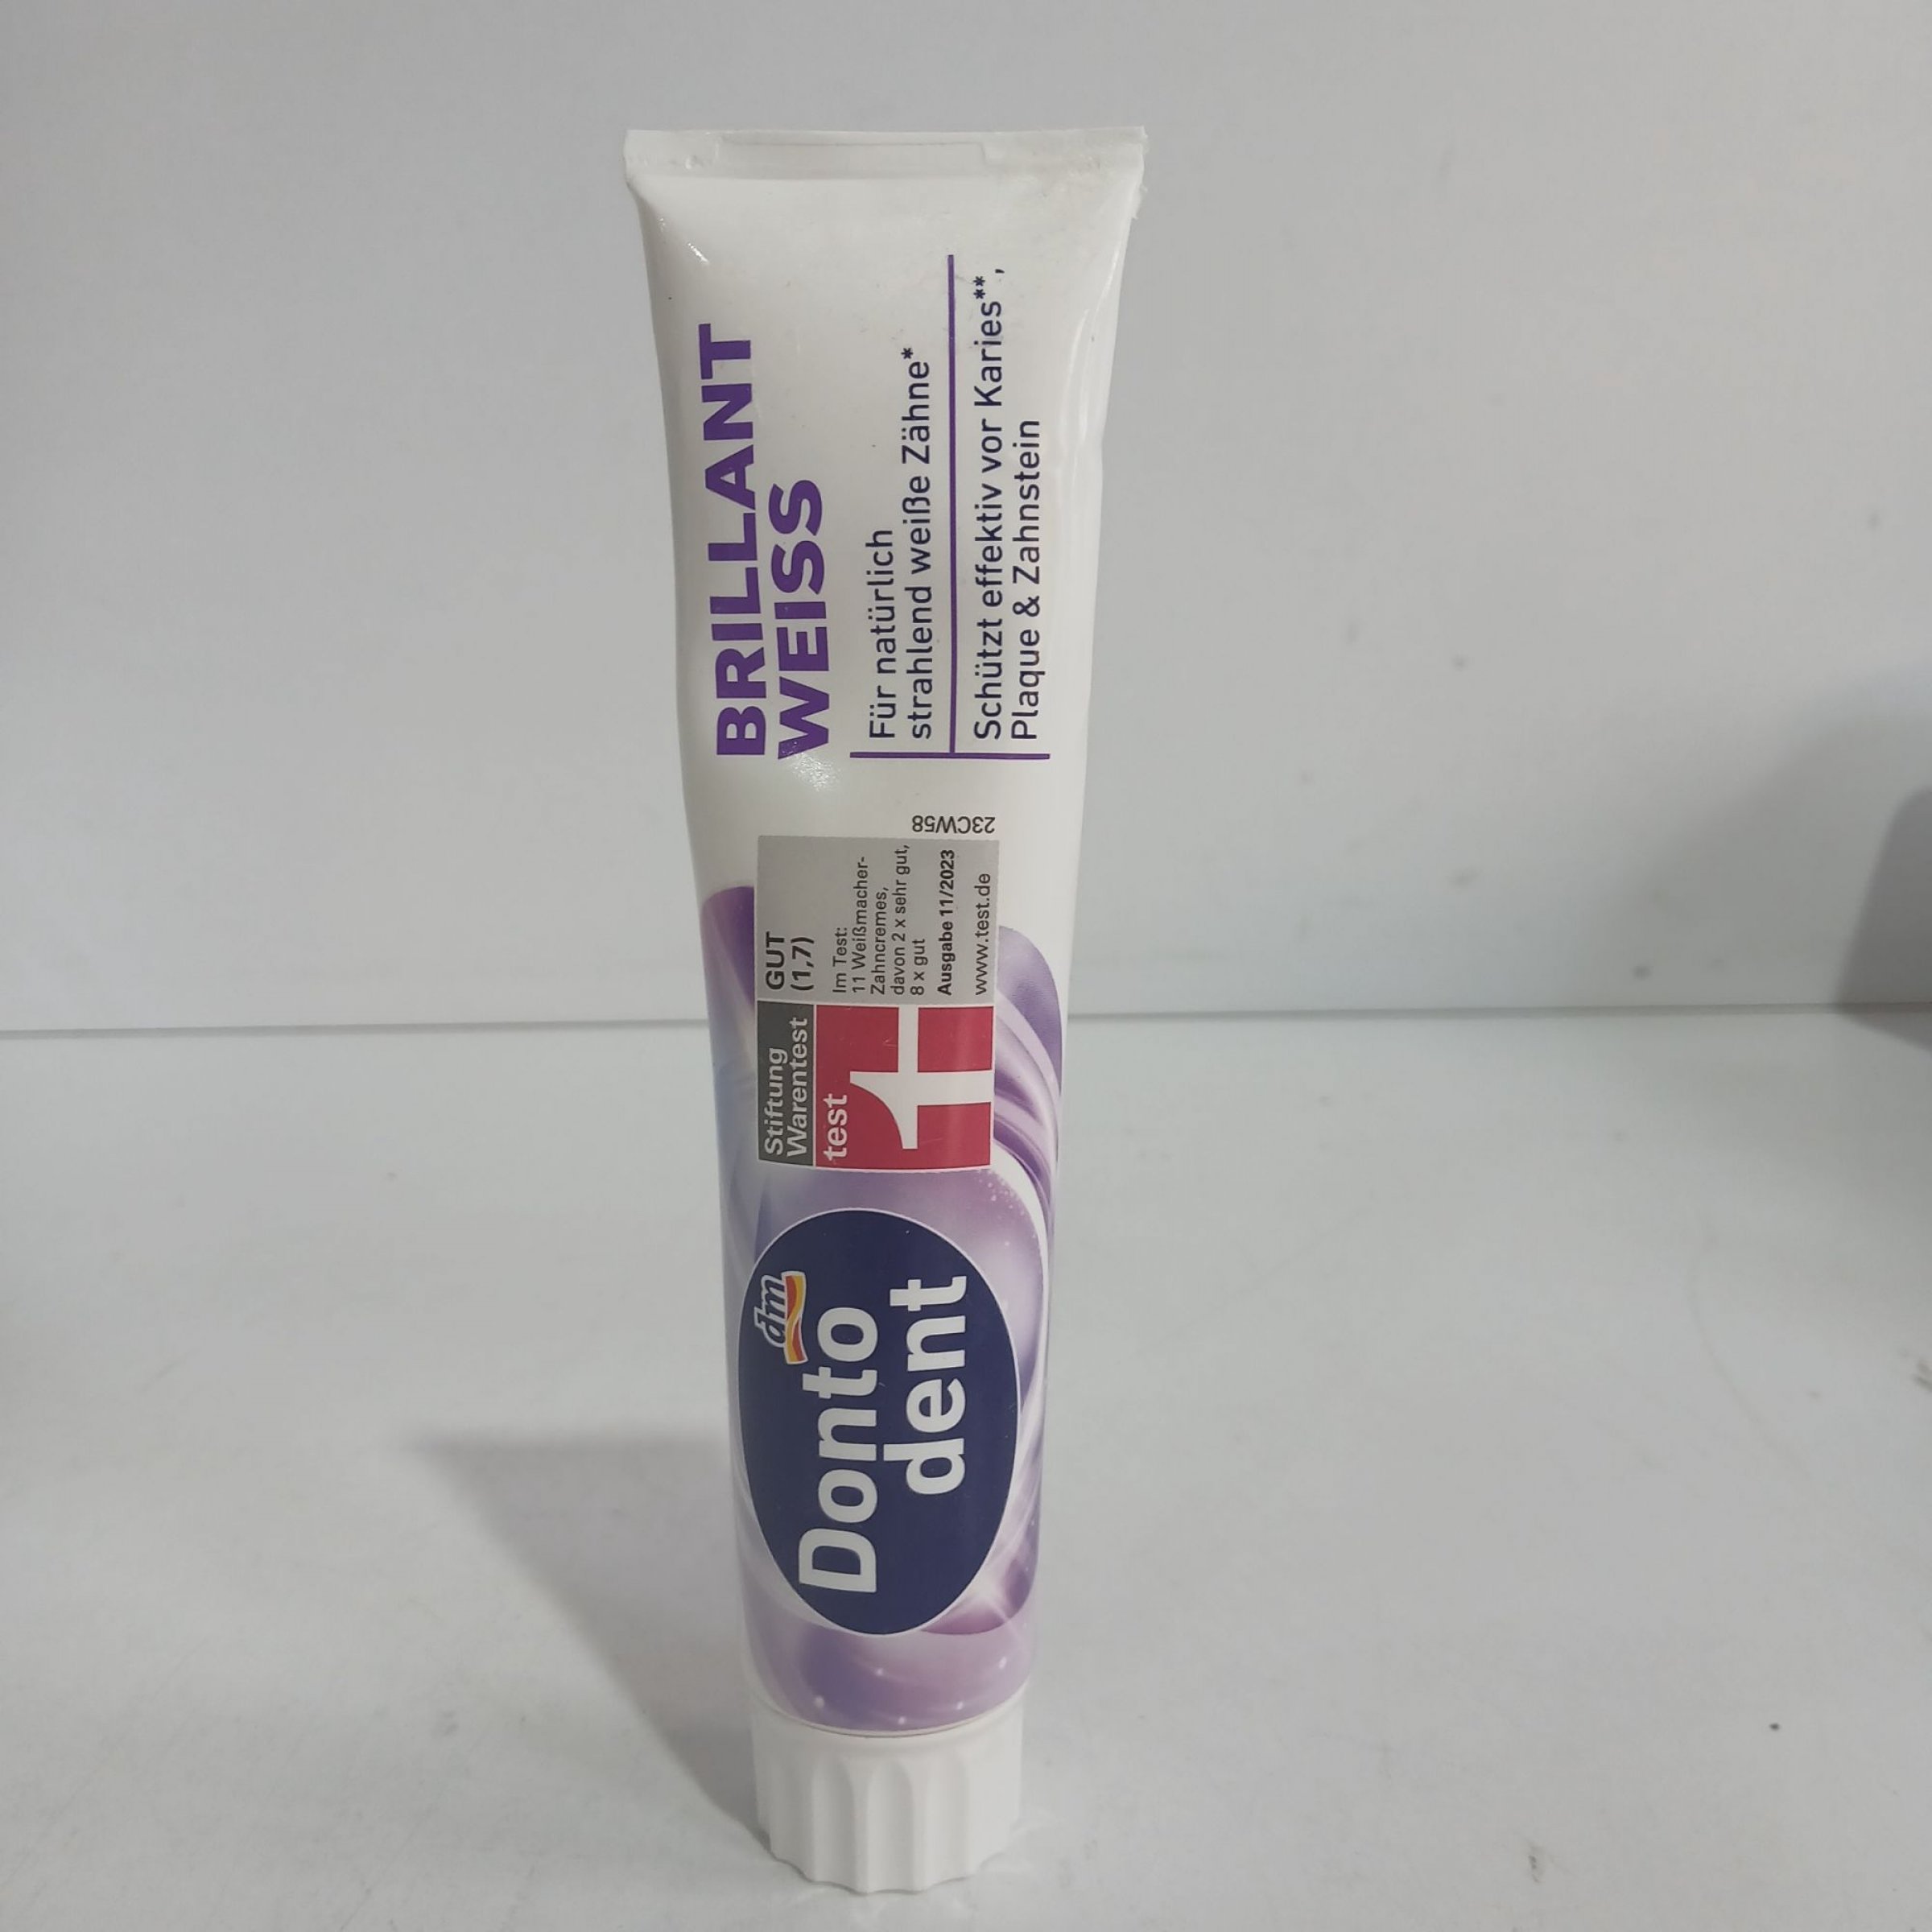 dm
Donto
dent
Stiftung
Warentest
test
GUT
(1,7)
Im Test:
11 Weißmacher-
Zahncremes,
davon 2 x sehr gut,
8 x gut
Ausgabe 11/2023
www.test.de
23CW58
BRILLANT
WEISS
Für natürlich
strahlend weiße Zähne*
Schützt effektiv vor Karies**,
Plaque & Zahnstein